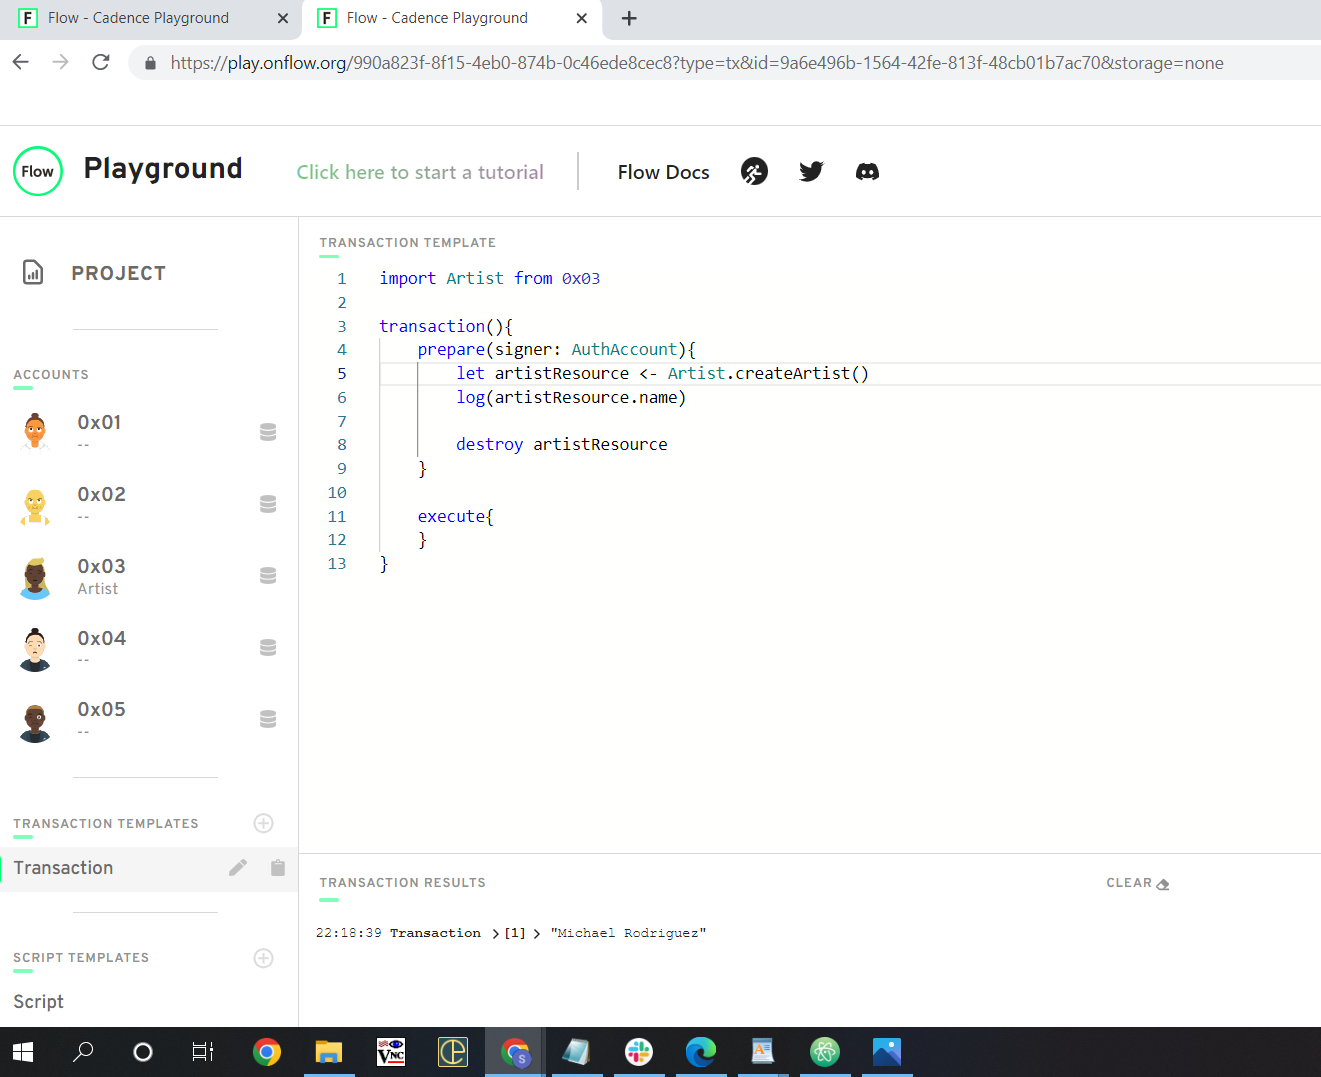 F Flow - Cadence Playground
F Flow - Cadence Playground
https://play.onflow.org/990a823f-8f15-4eb0-874b-0c46ede8cec8?type=tx&id=9a6e496b-1564-42fe-813f-48cb01b7ac70&storage=none
Flow Playground Click here to start a tutorial Flow Docs
PROJECT
ACCOUNTS
0x01
--
0x02
--
0x03
Artist
0x04
--
0x05
--
TRANSACTION TEMPLATES
Transaction
SCRIPT TEMPLATES
Script
TRANSACTION TEMPLATE
1 import Artist from 0x03
2
3 transaction(){
4 prepare(signer: AuthAccount){
5 let artistResource <- Artist.createArtist()
6 log(artistResource.name)
7
8 destroy artistResource
9 }
10
11 execute{
12 }
13 }
TRANSACTION RESULTS CLEAR
22:18:39 Transaction >[1]> "Michael Rodriguez"
VNC
S